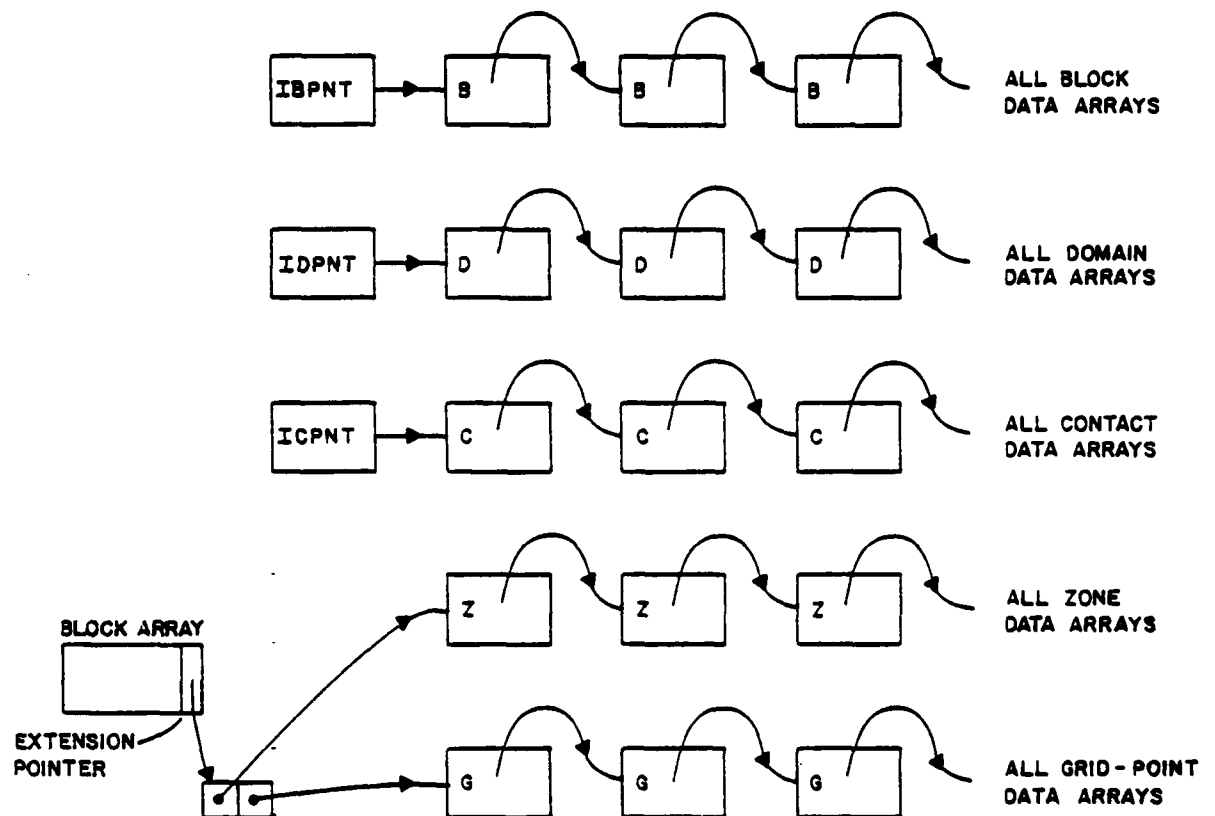 IBPNT B B B ALL BLOCK
DATA ARRAYS
IDPNT D D D ALL DOMAIN
DATA ARRAYS
ICPNT C C C ALL CONTACT
DATA ARRAYS
Z Z Z ALL ZONE
DATA ARRAYS
BLOCK ARRAY
EXTENSION
POINTER
G G G ALL GRID-POINT
DATA ARRAYS